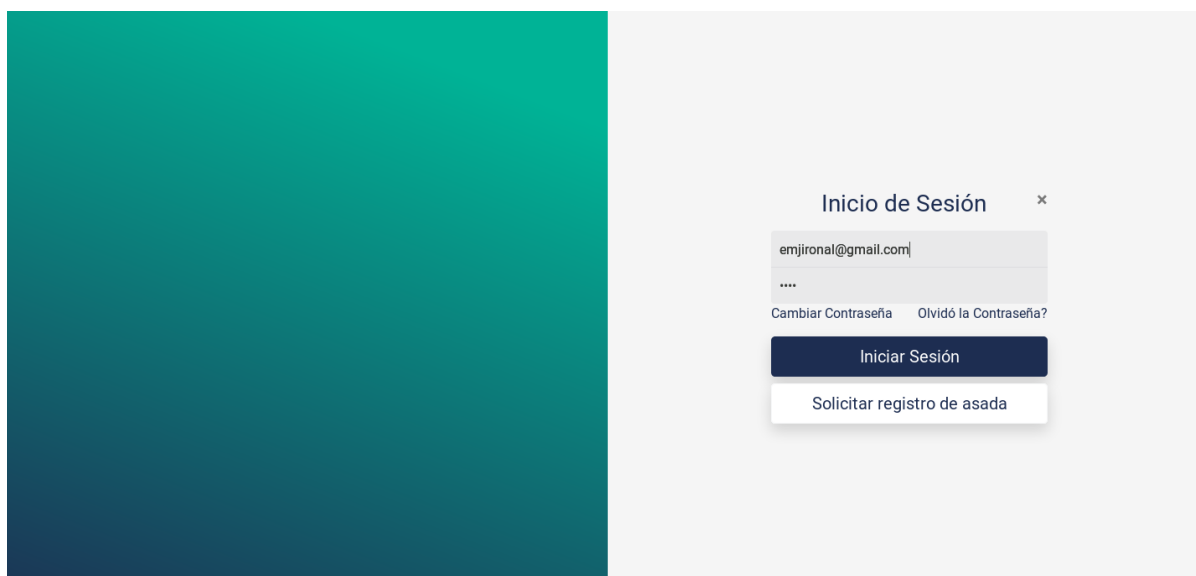 Inicio de Sesión ×
emjironal@gmail.com
••••
Cambiar Contraseña Olvidó la Contraseña?
Iniciar Sesión
Solicitar registro de asada